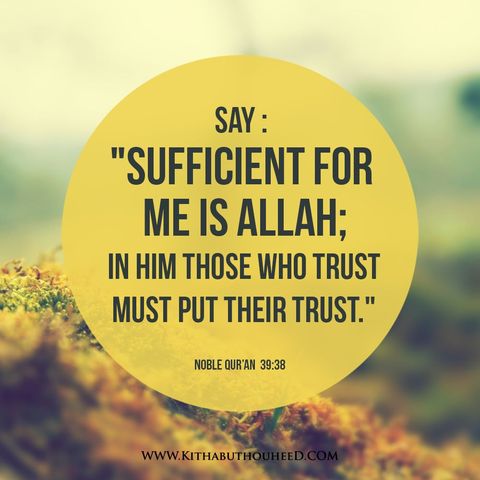 SAY :
"SUFFICIENT FOR
ME IS ALLAH;
IN HIM THOSE WHO TRUST
MUST PUT THEIR TRUST."
NOBLE QUR'AN 39:38
WWW.KITHABUTHOUHEED.COM